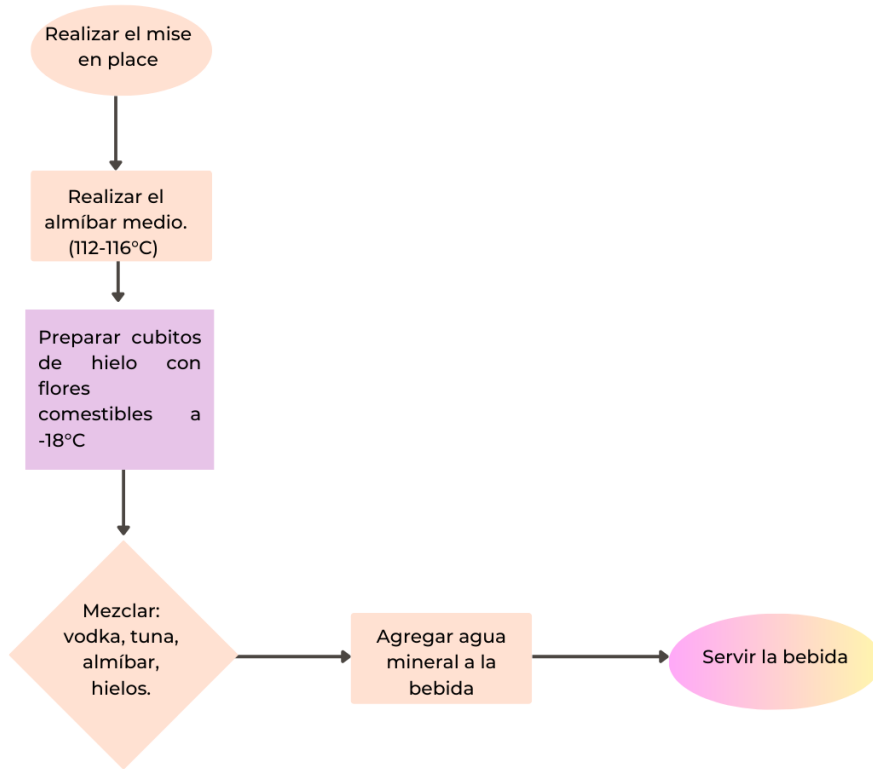 Realizar el mise
en place
Realizar el
almíbar medio.
(112-116°C)
Preparar cubitos
de hielo con
flores
comestibles a
-18°C
Mezclar:
vodka, tuna,
almíbar,
hielos.
Agregar agua
mineral a la
bebida
Servir la bebida